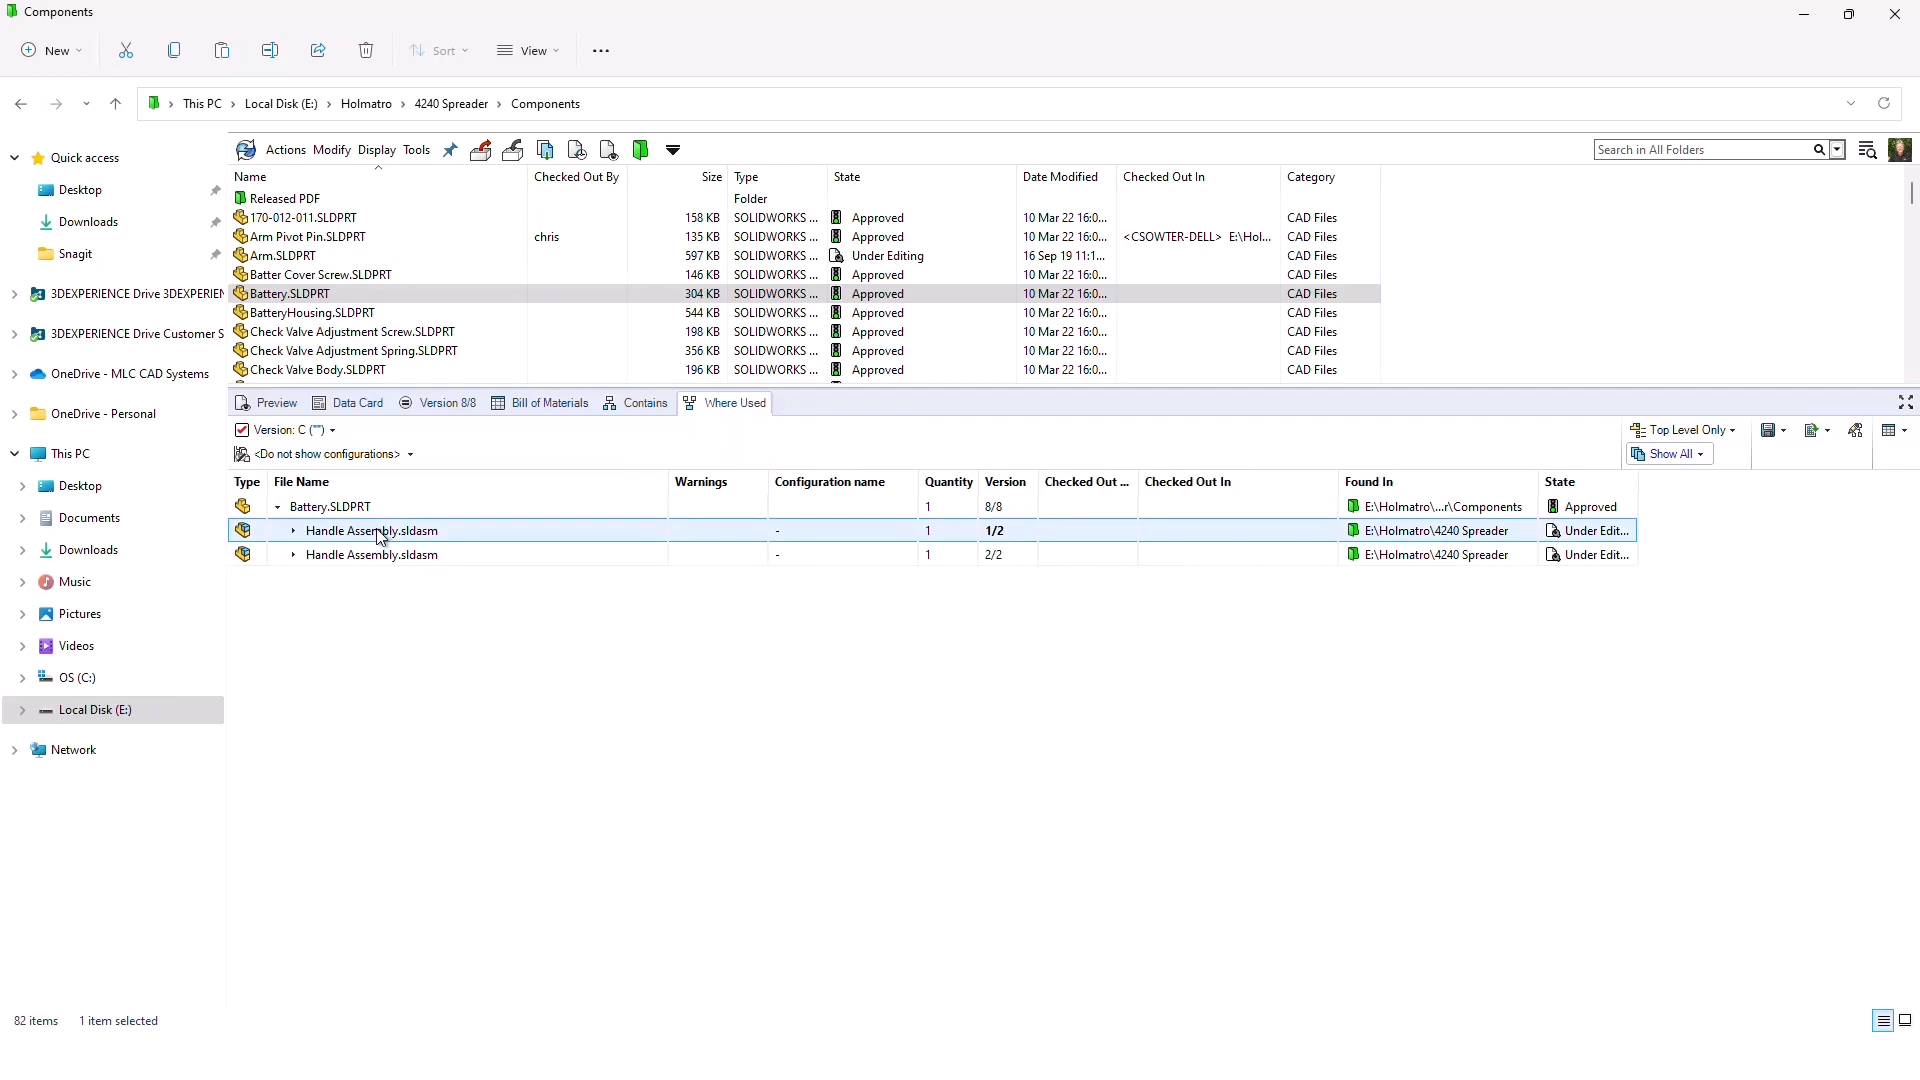 Components
New
Sort
View
This PC > Local Disk (E:) > Holmatro > 4240 Spreader > Components
Quick access
Desktop
Downloads
Snagit
3DEXPERIENCE Drive 3DEXPERIEN
3DEXPERIENCE Drive Customer S
OneDrive - MLC CAD Systems
OneDrive - Personal
This PC
Desktop
Documents
Downloads
Music
Pictures
Videos
OS (C:)
Local Disk (E:)
Network
Actions Modify Display Tools
Search in All Folders
Name Checked Out By Size Type State Date Modified Checked Out In Category
Released PDF Folder
170-012-011.SLDPRT 158 KB SOLIDWORKS ... Approved 10 Mar 22 16:0... CAD Files
Arm Pivot Pin.SLDPRT chris 135 KB SOLIDWORKS ... Approved 10 Mar 22 16:0... <CSOWTER-DELL> E:\Hol... CAD Files
Arm.SLDPRT 597 KB SOLIDWORKS ... Under Editing 16 Sep 19 11:1... CAD Files
Batter Cover Screw.SLDPRT 146 KB SOLIDWORKS ... Approved 10 Mar 22 16:0... CAD Files
Battery.SLDPRT 304 KB SOLIDWORKS ... Approved 10 Mar 22 16:0... CAD Files
BatteryHousing.SLDPRT 544 KB SOLIDWORKS ... Approved 10 Mar 22 16:0... CAD Files
Check Valve Adjustment Screw.SLDPRT 198 KB SOLIDWORKS ... Approved 10 Mar 22 16:0... CAD Files
Check Valve Adjustment Spring.SLDPRT 356 KB SOLIDWORKS ... Approved 10 Mar 22 16:0... CAD Files
Check Valve Body.SLDPRT 196 KB SOLIDWORKS ... Approved 10 Mar 22 16:0... CAD Files
Preview Data Card Version 8/8 Bill of Materials Contains Where Used
Version: C ("") Top Level Only
<Do not show configurations> Show All
Type File Name Warnings Configuration name Quantity Version Checked Out ... Checked Out In Found In State
Battery.SLDPRT 1 8/8 E:\Holmatro\...r\Components Approved
Handle Assembly.sldasm - 1 1/2 E:\Holmatro\4240 Spreader Under Edit...
Handle Assembly.sldasm - 1 2/2 E:\Holmatro\4240 Spreader Under Edit...
82 items 1 item selected